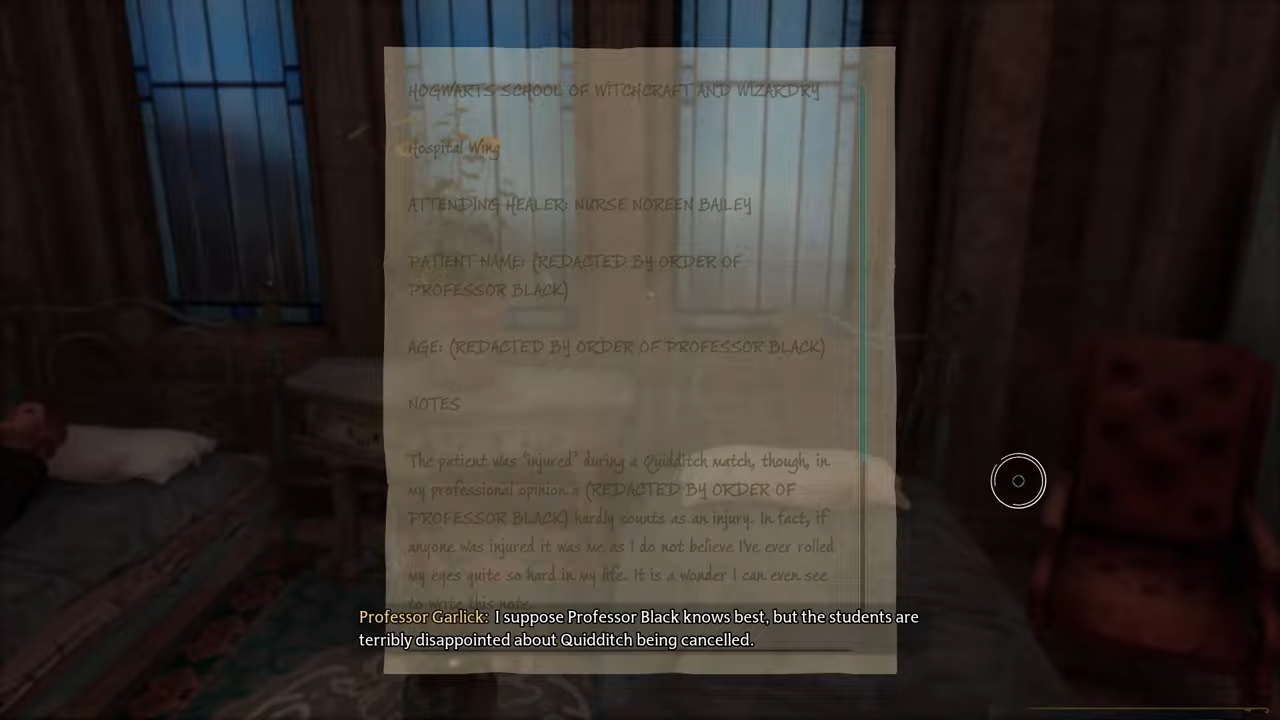 HOGWARTS SCHOOL OF WITCHCRAFT AND WIZARDRY
Hospital Wing
ATTENDING HEALER: NURSE NOREEN BAILEY
PATIENT NAME: (REDACTED BY ORDER OF
PROFESSOR BLACK)
AGE: (REDACTED BY ORDER OF PROFESSOR BLACK)
NOTES
The patient was 'injured' during a Quidditch match, though, in
my professional opinion a (REDACTED BY ORDER OF
PROFESSOR BLACK) hardly counts as an injury. In fact, if
anyone was injured it was me as I do not believe I've ever rolled
my eyes quite so hard in my life. It is a wonder I can even see
to write this note.
Professor Garlick: I suppose Professor Black knows best, but the students are
terribly disappointed about Quidditch being cancelled.